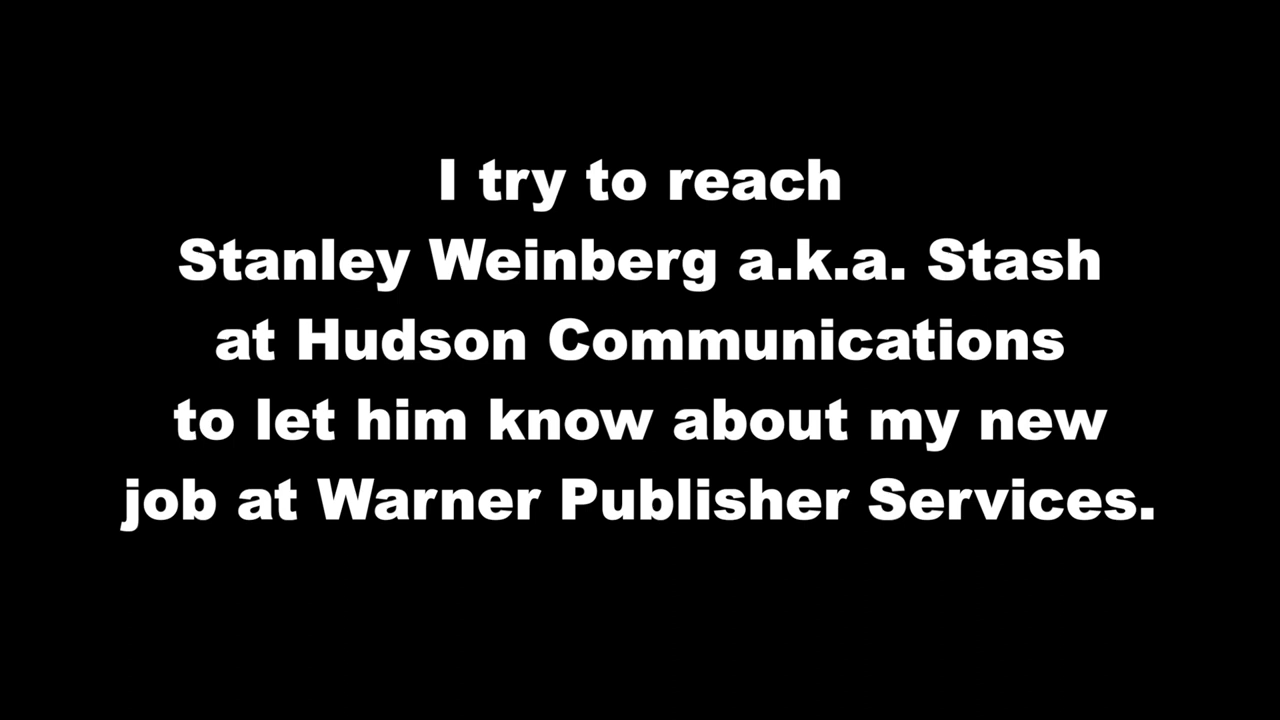 I try to reach
Stanley Weinberg a.k.a. Stash
at Hudson Communications
to let him know about my new
job at Warner Publisher Services.